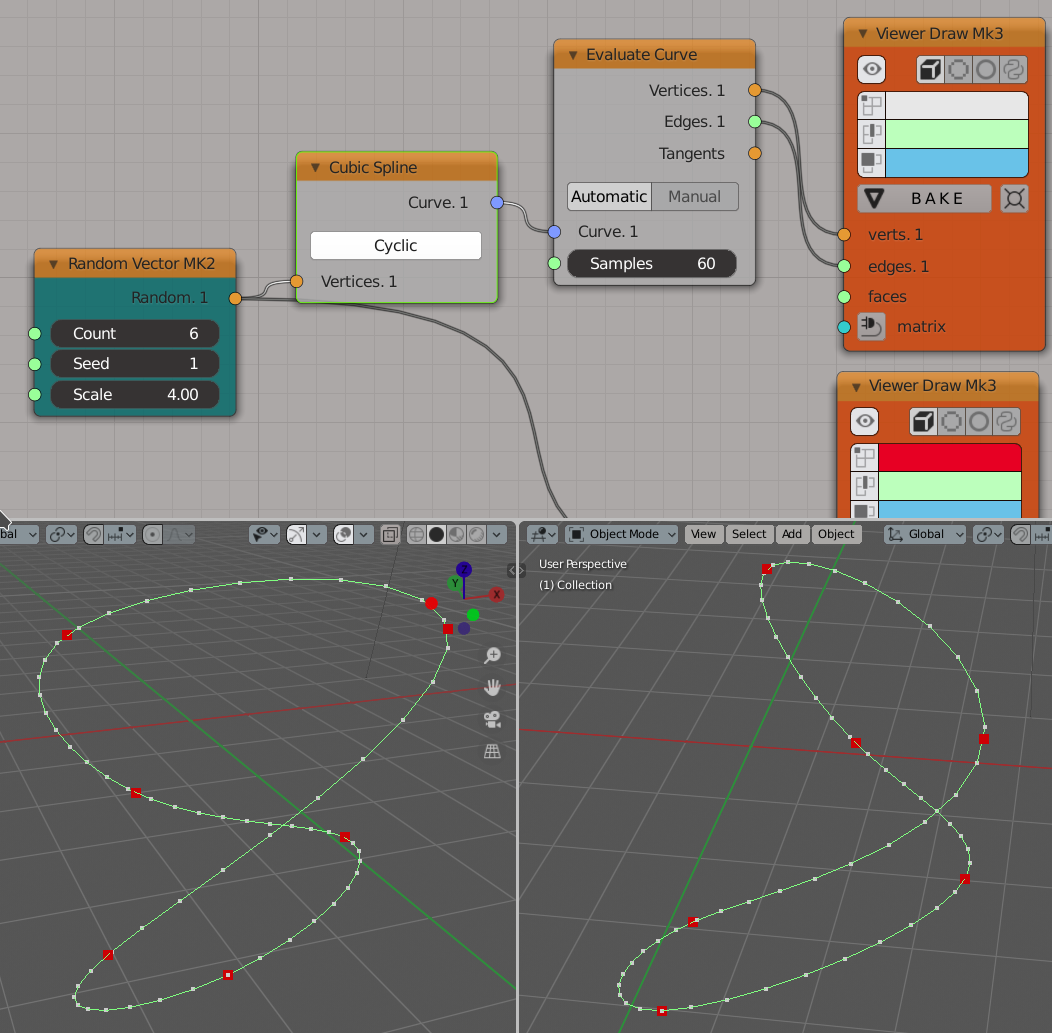 Random Vector MK2
Random. 1
Count 6
Seed 1
Scale 4.00
Cubic Spline
Curve. 1
Cyclic
Vertices. 1
Evaluate Curve
Vertices. 1
Edges. 1
Tangents
Automatic Manual
Curve. 1
Samples 60
Viewer Draw Mk3
BAKE
verts. 1
edges. 1
faces
matrix
Viewer Draw Mk3
bal
Z
Y
X
Object Mode View Select Add Object Global
User Perspective
(1) Collection